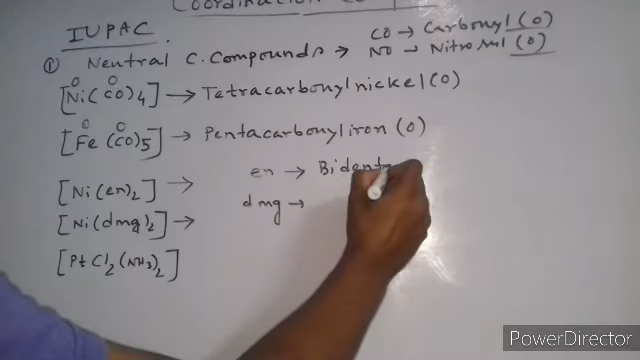 Coordination
IUPAC.
① Neutral C. Compounds → CO → Carbonyl (0)
NO → Nitrosyl (0)
[Ni(CO)4] → Tetracarbonylnickel(0)
[Fe(CO)5] → Pentacarbonyliron (0)
[Ni(en)2] → en → Bident
[Ni(dmg)2] → dmg →
[PtCl2(NH3)2]
PowerDirector